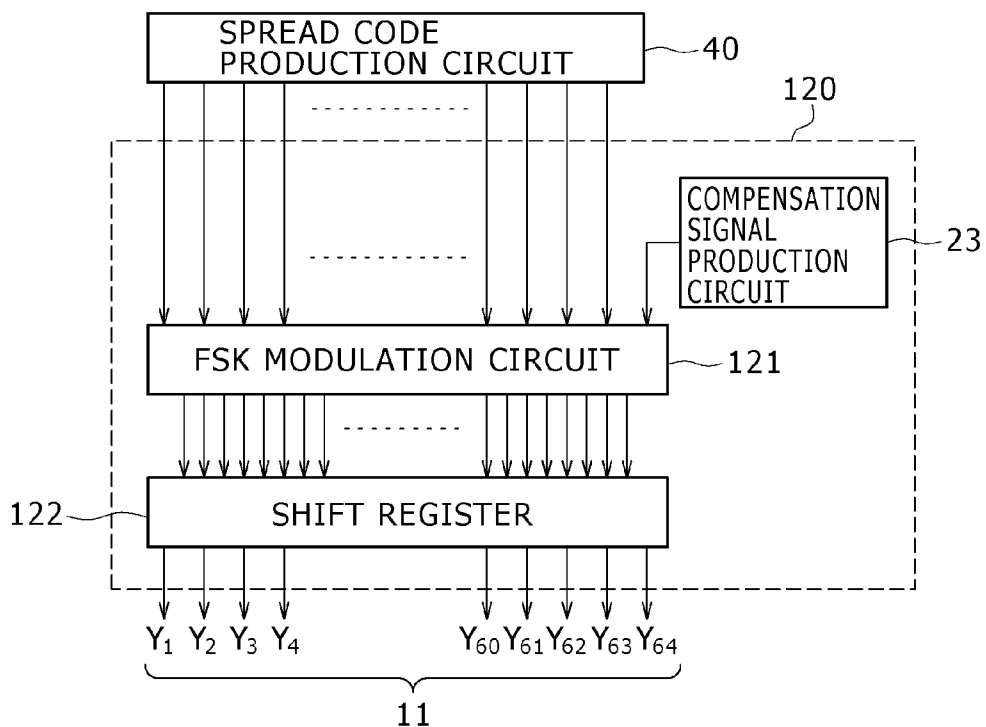 SPREAD CODE
PRODUCTION CIRCUIT
40
120
COMPENSATION
SIGNAL
PRODUCTION
CIRCUIT
23
FSK MODULATION CIRCUIT
121
SHIFT REGISTER
122
Y1 Y2 Y3 Y4 Y60 Y61 Y62 Y63 Y64
11